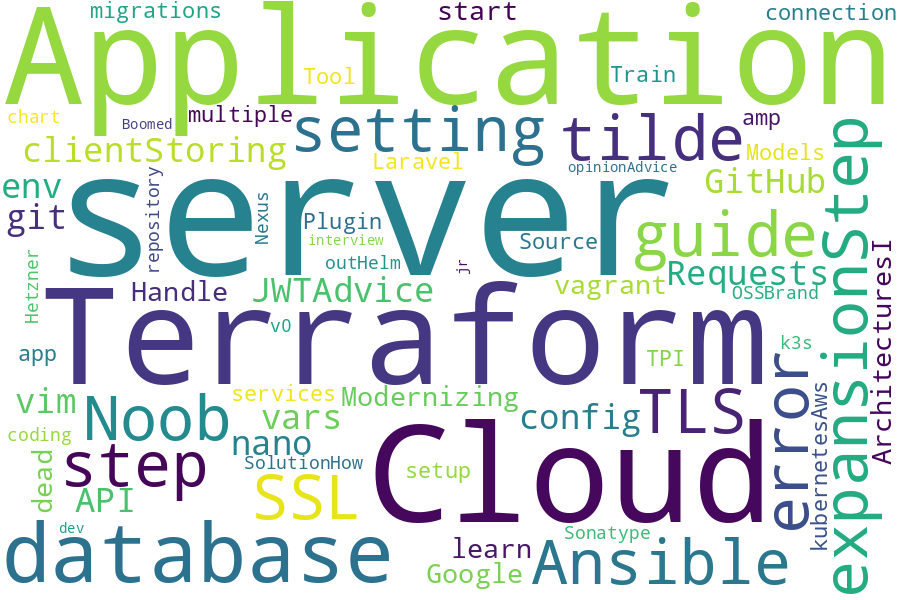 migrations
start
connection
Application
Tool
Train
chart
Boomed
multiple
setting
tilde
amp
clientStoring
Laravel
opinionAdvice
Models
env
server
GitHub
git
repository
Nexus
Plugin
interview
Source
guide
expansionStep
outHelm
jr
Requests
Hetzner
Handle
JWTAdvice
vagrant
OSSBrand
ArchitecturesI
Terraform
v0
k3s
app
TPI
error
vim
Noob
services
Modernizing
vars
config
TLS
kubernetesAws
coding
nano
step
SolutionHow
setup
Cloud
dead
API
SSL
database
dev
learn
Sonatype
Google
Ansible